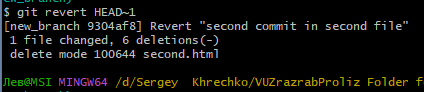 $ git revert HEAD~1
[new_branch 9304af8] Revert "second commit in second file"
 1 file changed, 6 deletions(-)
 delete mode 100644 second.html
Лев@MSI MINGW64 /d/Sergey  Khrechko/VUZrazrabProliz Folder f